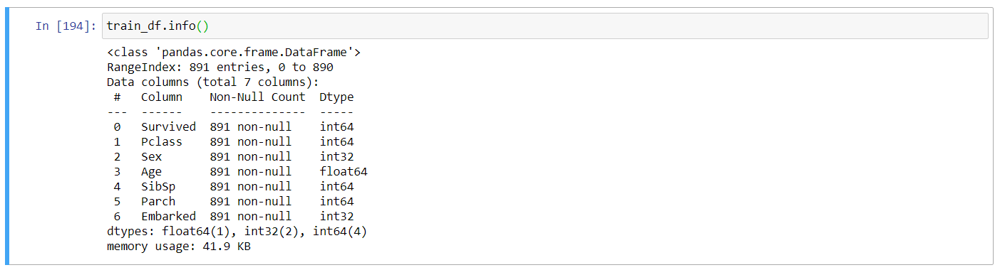 In [194]: train_df.info()
<class 'pandas.core.frame.DataFrame'>
RangeIndex: 891 entries, 0 to 890
Data columns (total 7 columns):
 #   Column    Non-Null Count  Dtype
---  ------    --------------  -----
 0   Survived  891 non-null    int64
 1   Pclass    891 non-null    int64
 2   Sex       891 non-null    int32
 3   Age       891 non-null    float64
 4   SibSp     891 non-null    int64
 5   Parch     891 non-null    int64
 6   Embarked  891 non-null    int32
dtypes: float64(1), int32(2), int64(4)
memory usage: 41.9 KB